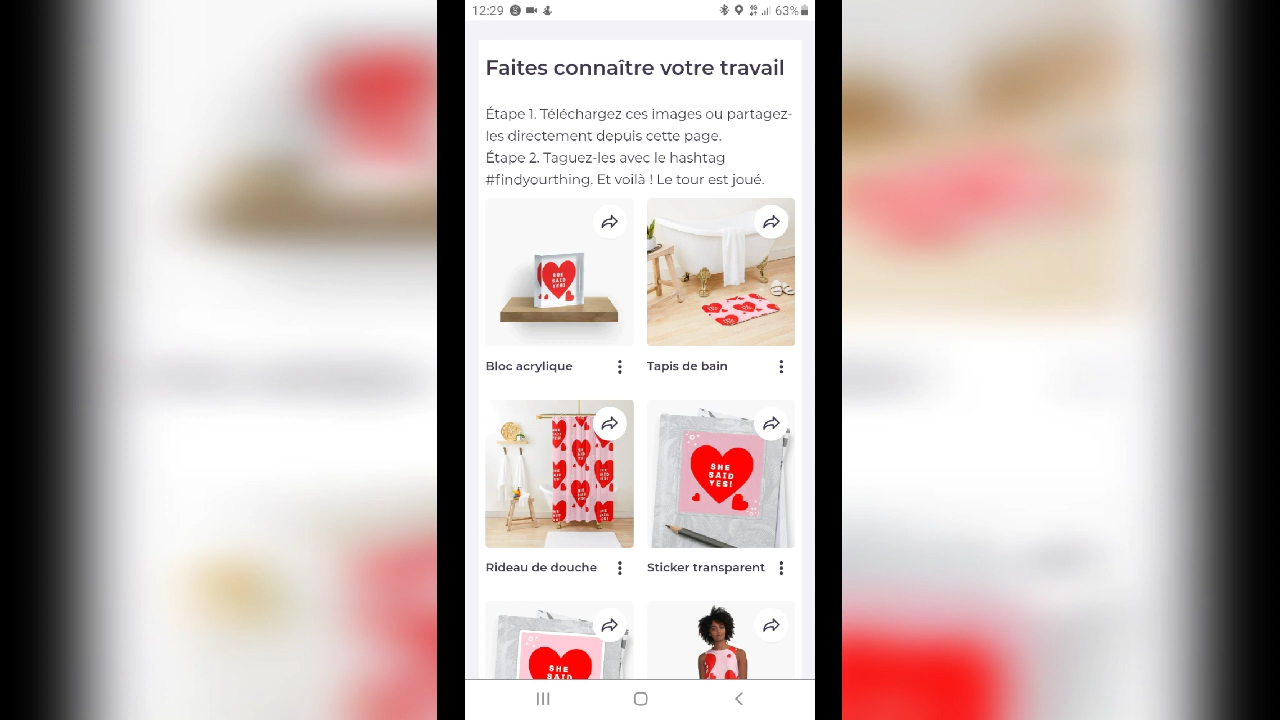 12:29
63%
Faites connaître votre travail
Étape 1. Téléchargez ces images ou partagez-
les directement depuis cette page.
Étape 2. Taguez-les avec le hashtag
#findyourthing. Et voilà ! Le tour est joué.
SHE
SAID
YES!
Bloc acrylique
Tapis de bain
SHE
SAID
YES!
Rideau de douche
Sticker transparent
SHE
SAID